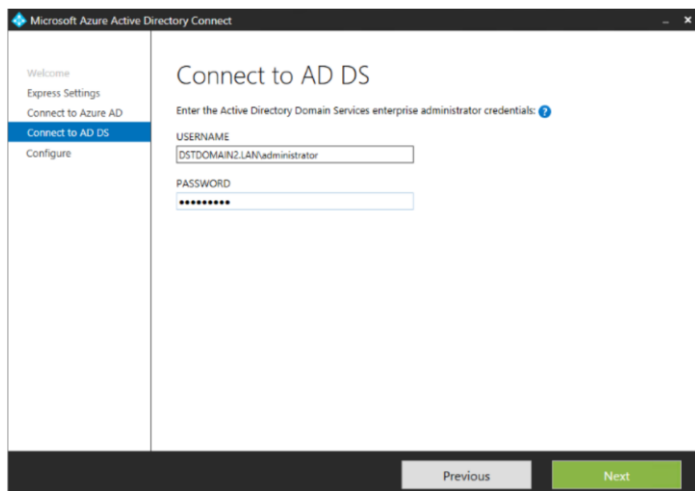 Microsoft Azure Active Directory Connect
Welcome
Express Settings
Connect to Azure AD
Connect to AD DS
Configure
Connect to AD DS
Enter the Active Directory Domain Services enterprise administrator credentials: ?
USERNAME
DSTDOMAIN2.LAN\administrator
PASSWORD
•••••••••
Previous
Next